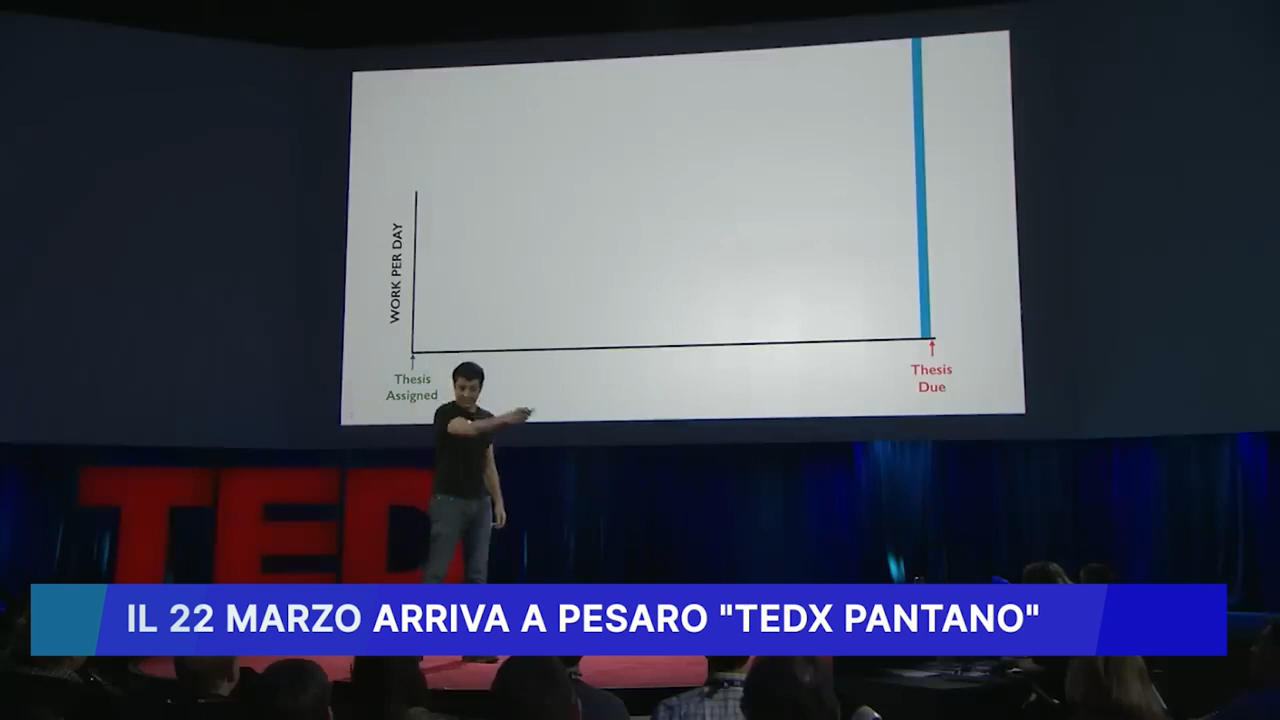 WORK PER DAY
Thesis
Assigned
Thesis
Due
TED
IL 22 MARZO ARRIVA A PESARO "TEDX PANTANO"